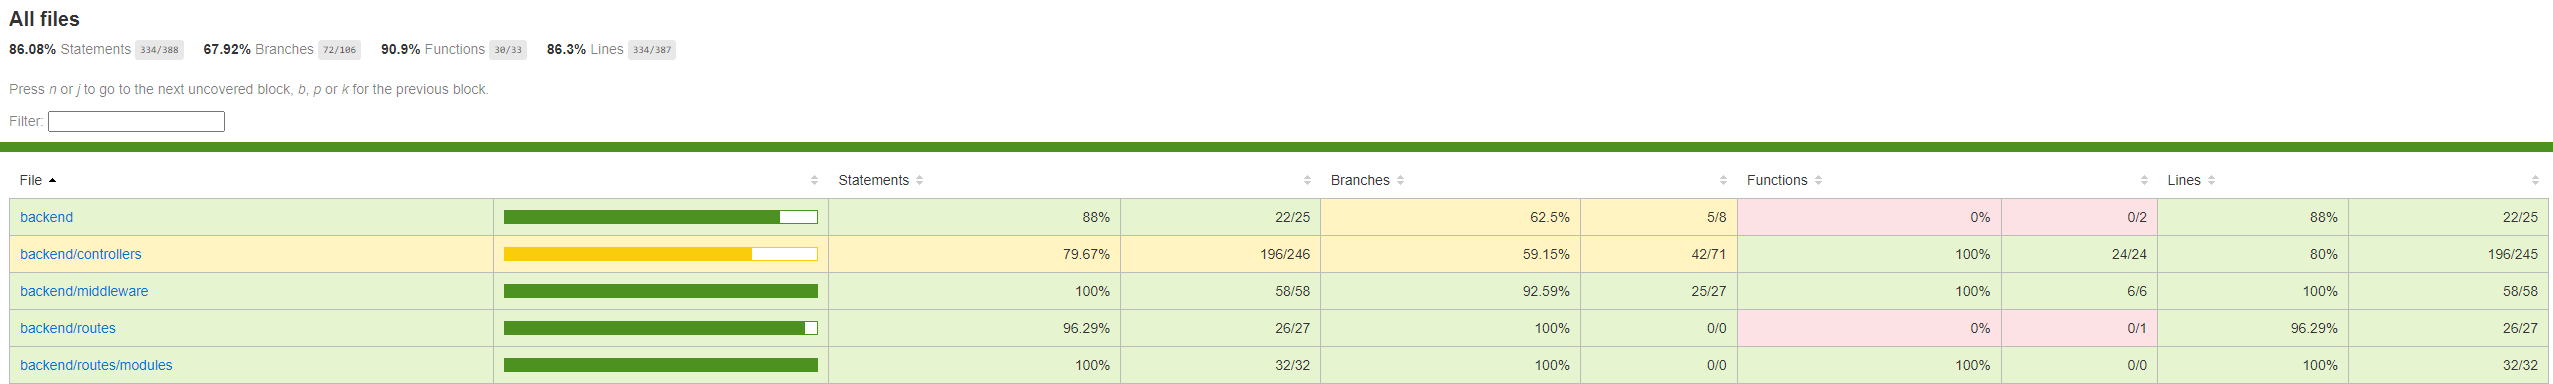 All files
86.08% Statements 334/388 67.92% Branches 72/106 90.9% Functions 30/33 86.3% Lines 334/387
Press n or j to go to the next uncovered block, b, p or k for the previous block.
Filter:
File Statements Branches Functions Lines
backend 88% 22/25 62.5% 5/8 0% 0/2 88% 22/25
backend/controllers 79.67% 196/246 59.15% 42/71 100% 24/24 80% 196/245
backend/middleware 100% 58/58 92.59% 25/27 100% 6/6 100% 58/58
backend/routes 96.29% 26/27 100% 0/0 0% 0/1 96.29% 26/27
backend/routes/modules 100% 32/32 100% 0/0 100% 0/0 100% 32/32